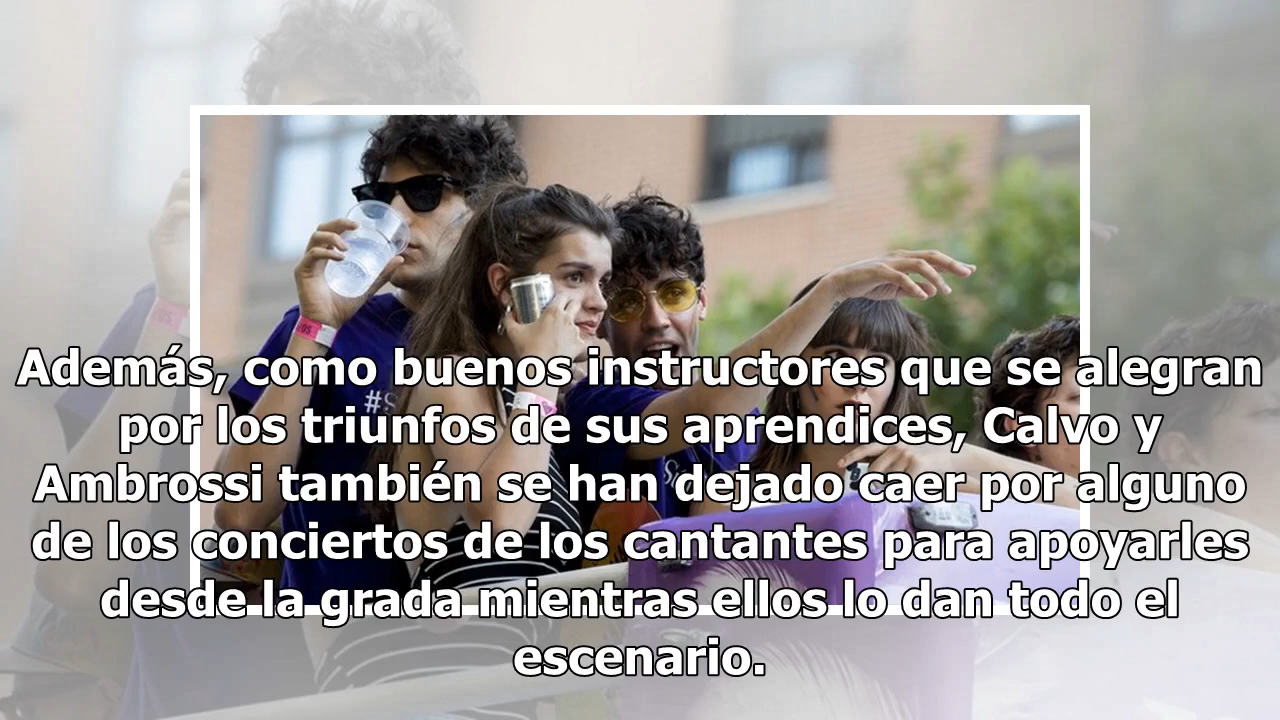 Además, como buenos instructores que se alegran
por los triunfos de sus aprendices, Calvo y
Ambrossi también se han dejado caer por alguno
de los conciertos de los cantantes para apoyarles
desde la grada mientras ellos lo dan todo el
escenario.